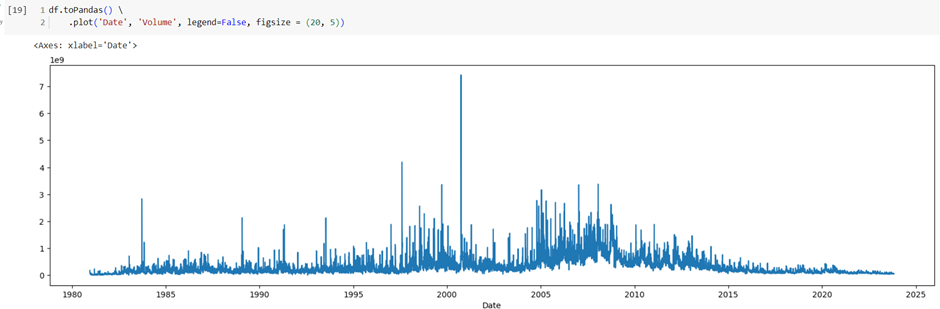 [19]
1 df.toPandas() \
2 .plot('Date', 'Volume', legend=False, figsize = (20, 5))
<Axes: xlabel='Date'>
1e9
7
6
5
4
3
2
1
0
1980 1985 1990 1995 2000 2005 2010 2015 2020 2025
Date